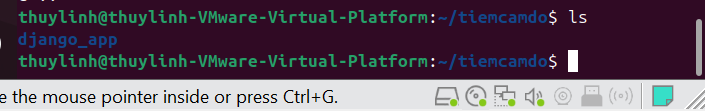 thuylinh@thuylinh-VMware-Virtual-Platform:~/tiemcamdo$ ls
django_app
thuylinh@thuylinh-VMware-Virtual-Platform:~/tiemcamdo$
e the mouse pointer inside or press Ctrl+G.